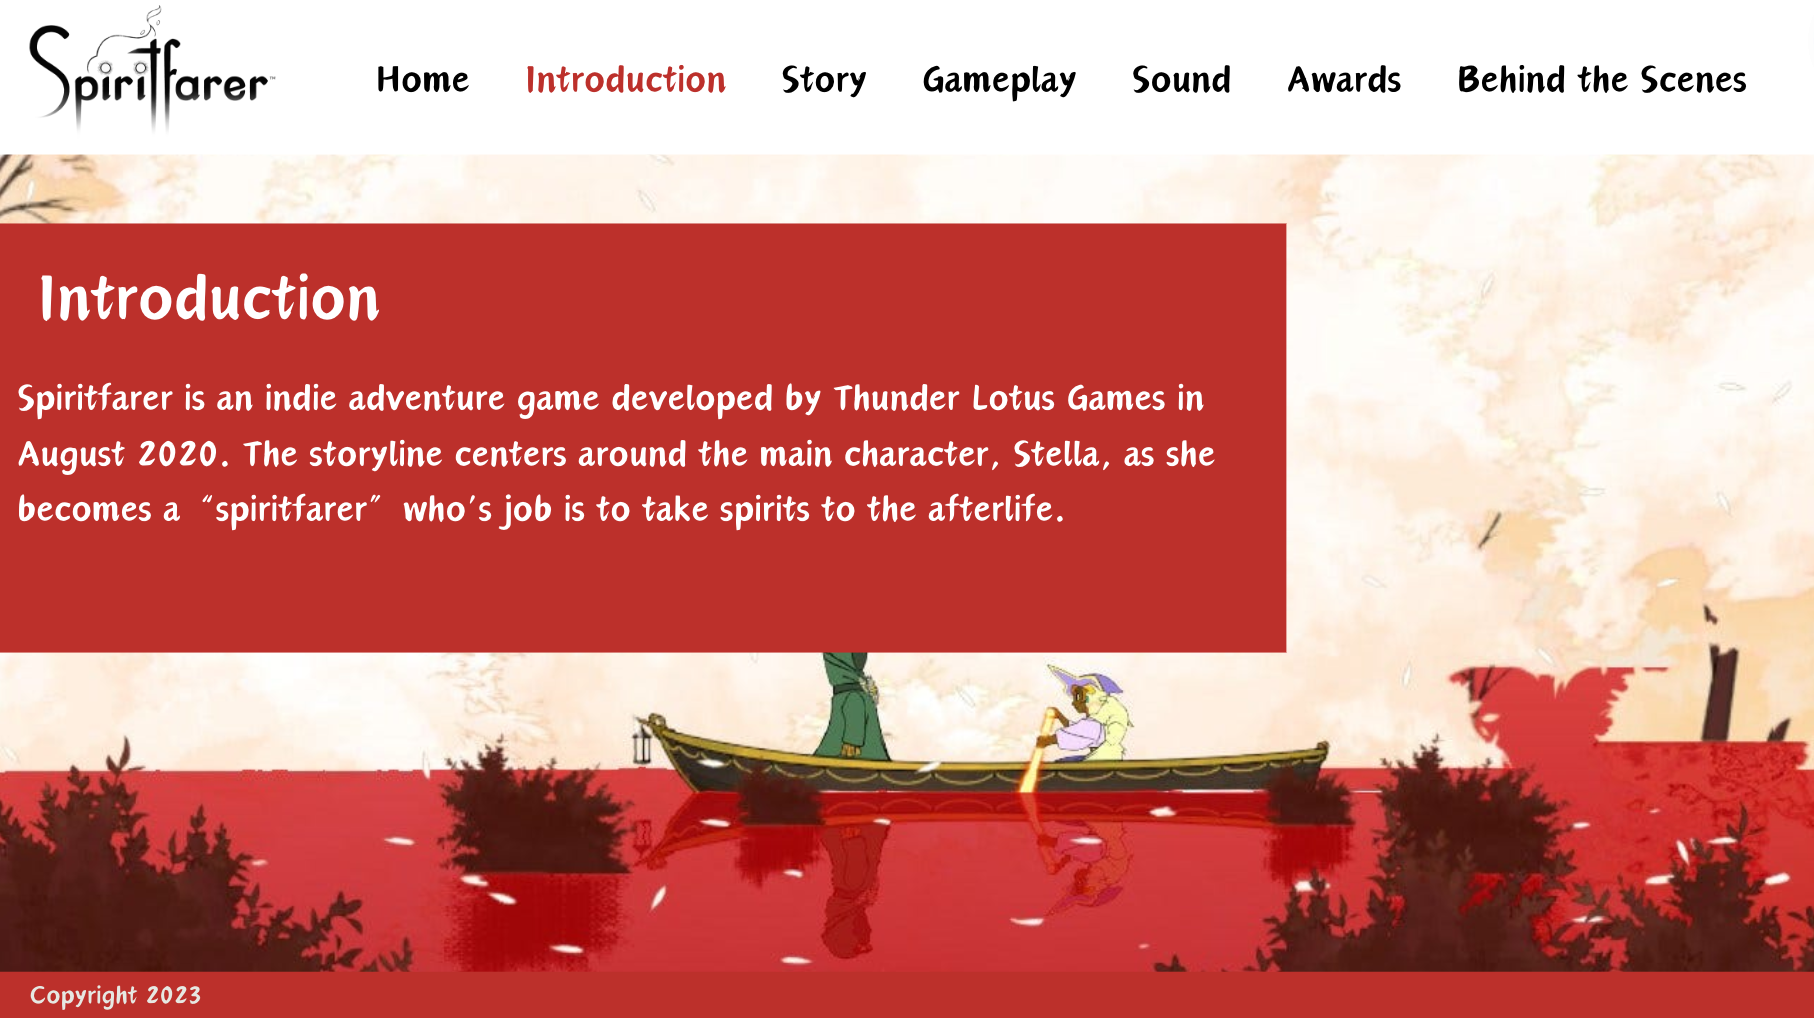 Spiritfarer™
Home Introduction Story Gameplay Sound Awards Behind the Scenes
Introduction
Spiritfarer is an indie adventure game developed by Thunder Lotus Games in
August 2020. The storyline centers around the main character, Stella, as she
becomes a “spiritfarer” who’s job is to take spirits to the afterlife.
Copyright 2023